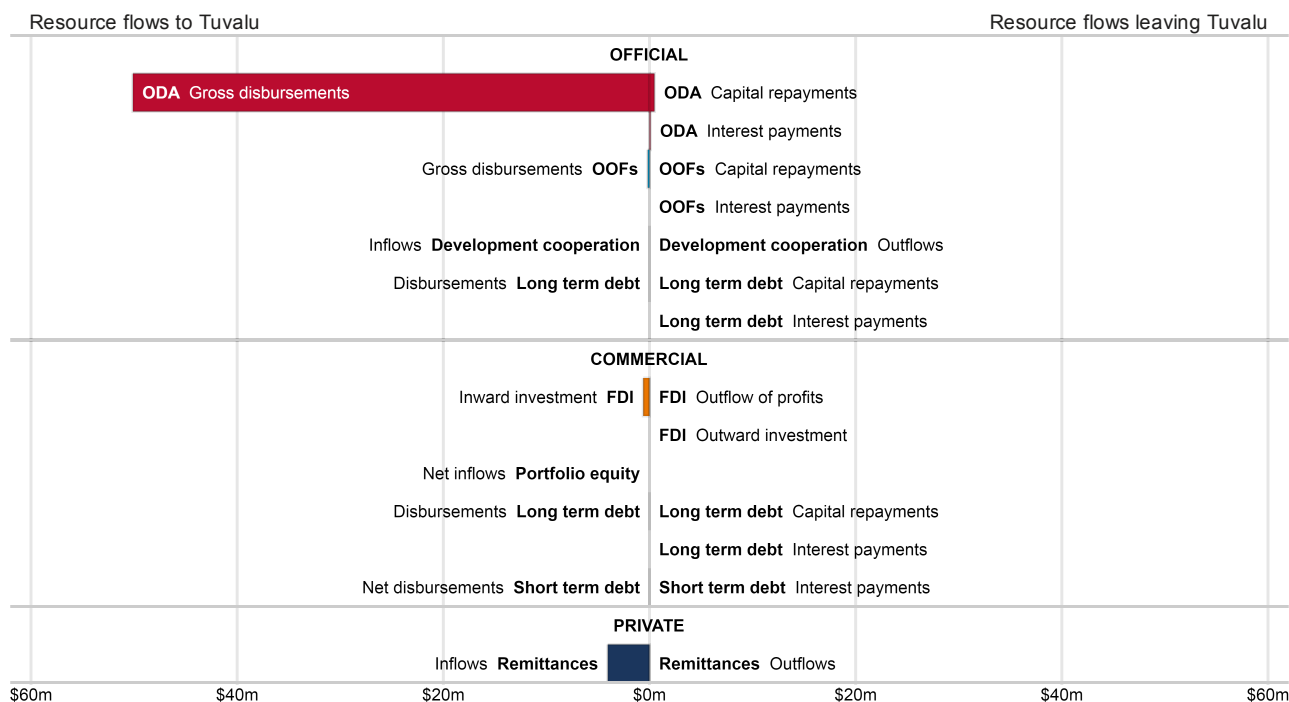 Resource flows to Tuvalu Resource flows leaving Tuvalu
OFFICIAL
ODA Gross disbursements ODA Capital repayments
ODA Interest payments
Gross disbursements OOFs OOFs Capital repayments
OOFs Interest payments
Inflows Development cooperation Development cooperation Outflows
Disbursements Long term debt Long term debt Capital repayments
Long term debt Interest payments
COMMERCIAL
Inward investment FDI FDI Outflow of profits
FDI Outward investment
Net inflows Portfolio equity
Disbursements Long term debt Long term debt Capital repayments
Long term debt Interest payments
Net disbursements Short term debt Short term debt Interest payments
PRIVATE
Inflows Remittances Remittances Outflows
$60m $40m $20m $0m $20m $40m $60m